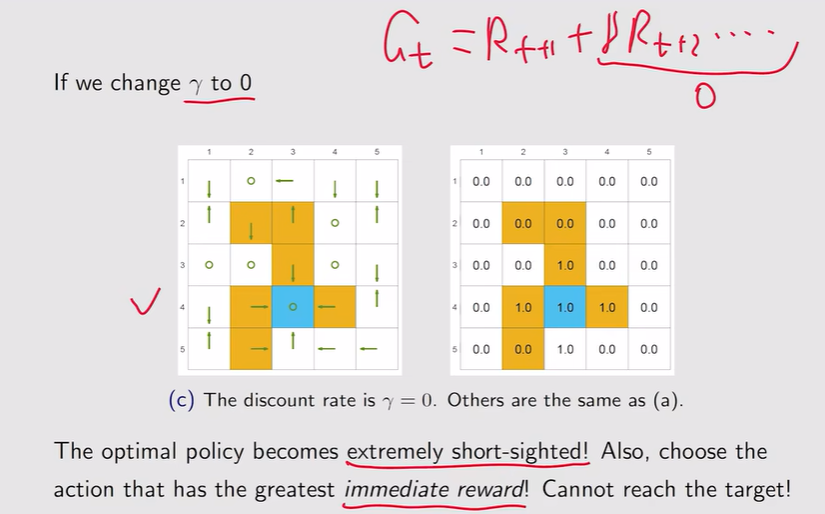 G_t = R_{t+1} + γR_{t+2} ....
0
If we change γ to 0
1 2 3 4 5
1
2
3
4
5
1 2 3 4 5
1 0.0 0.0 0.0 0.0 0.0
2 0.0 0.0 0.0 0.0 0.0
3 0.0 0.0 1.0 0.0 0.0
4 0.0 1.0 1.0 1.0 0.0
5 0.0 0.0 1.0 0.0 0.0
(c) The discount rate is γ = 0. Others are the same as (a).
The optimal policy becomes extremely short-sighted! Also, choose the
action that has the greatest immediate reward! Cannot reach the target!